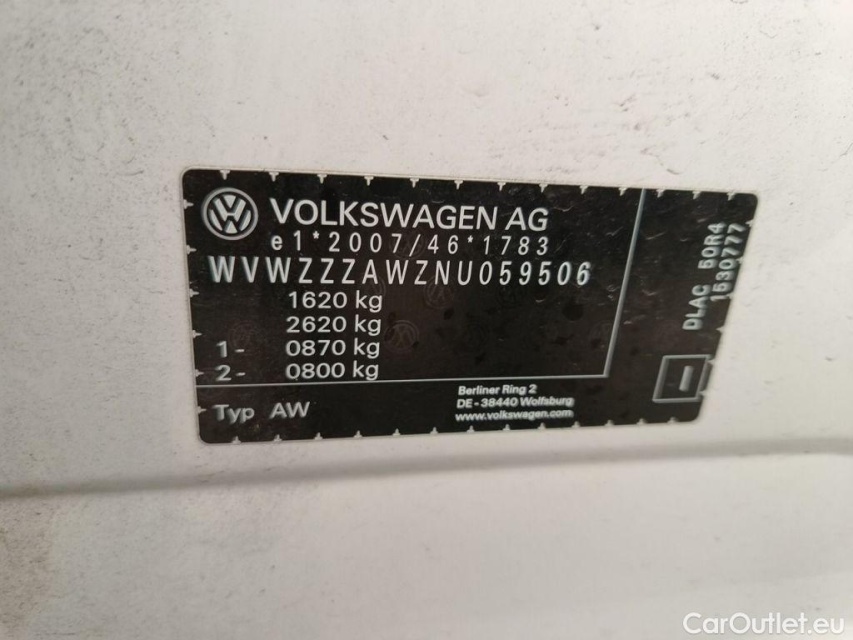 VOLKSWAGEN AG
e1*2007/46*1783
WVWZZZAWZNU059506
1620 kg
2620 kg
1- 0870 kg
2- 0800 kg
Typ AW
Berliner Ring 2
DE-38440 Wolfsburg
www.volkswagen.com
DLAC 50R4
1530777
CarOutlet.eu